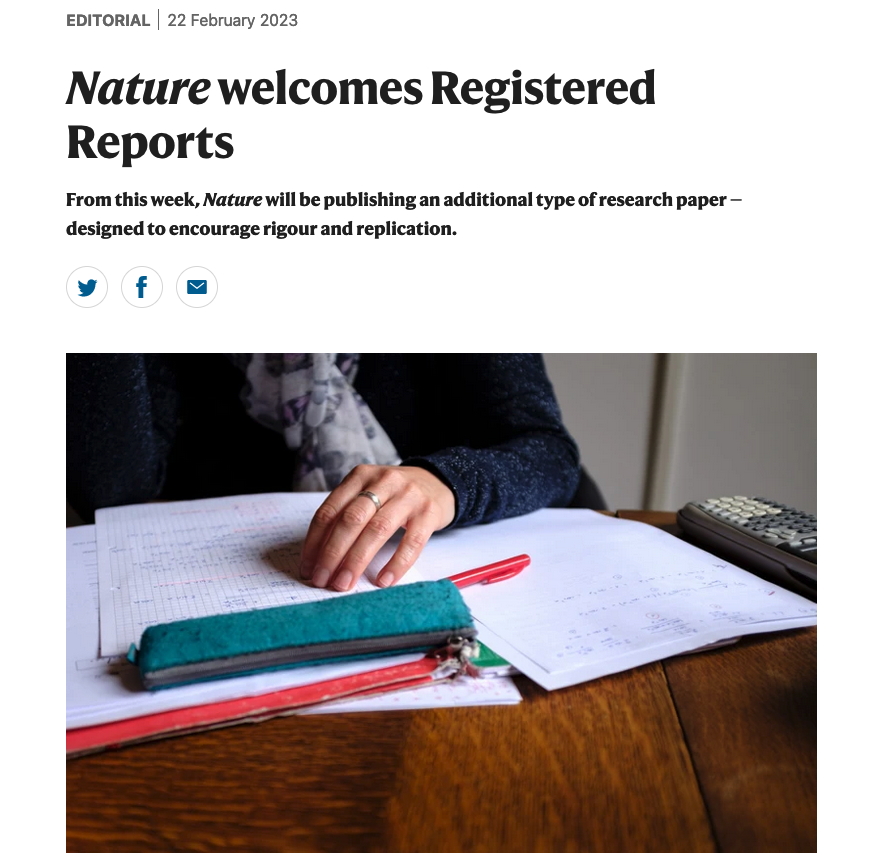 EDITORIAL | 22 February 2023
Nature welcomes Registered
Reports
From this week, Nature will be publishing an additional type of research paper —
designed to encourage rigour and replication.